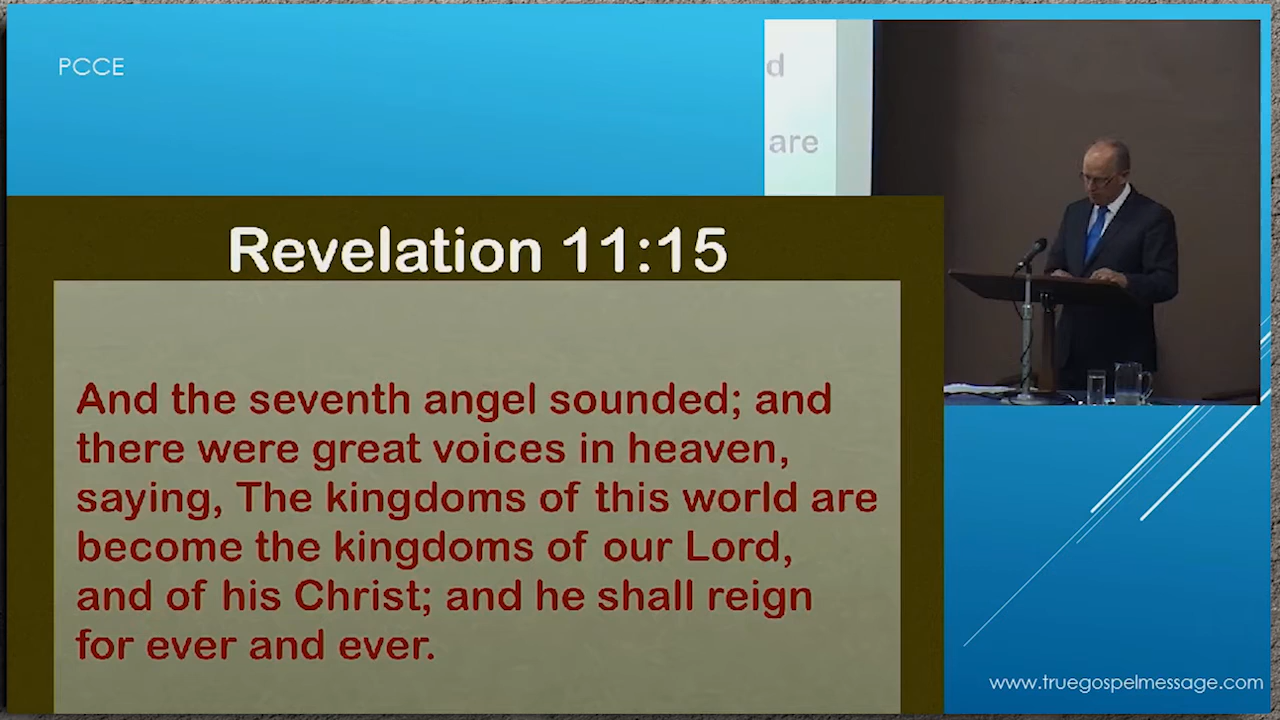 PCCE
d
are
Revelation 11:15
And the seventh angel sounded; and
there were great voices in heaven,
saying, The kingdoms of this world are
become the kingdoms of our Lord,
and of his Christ; and he shall reign
for ever and ever.
www.truegospelmessage.com